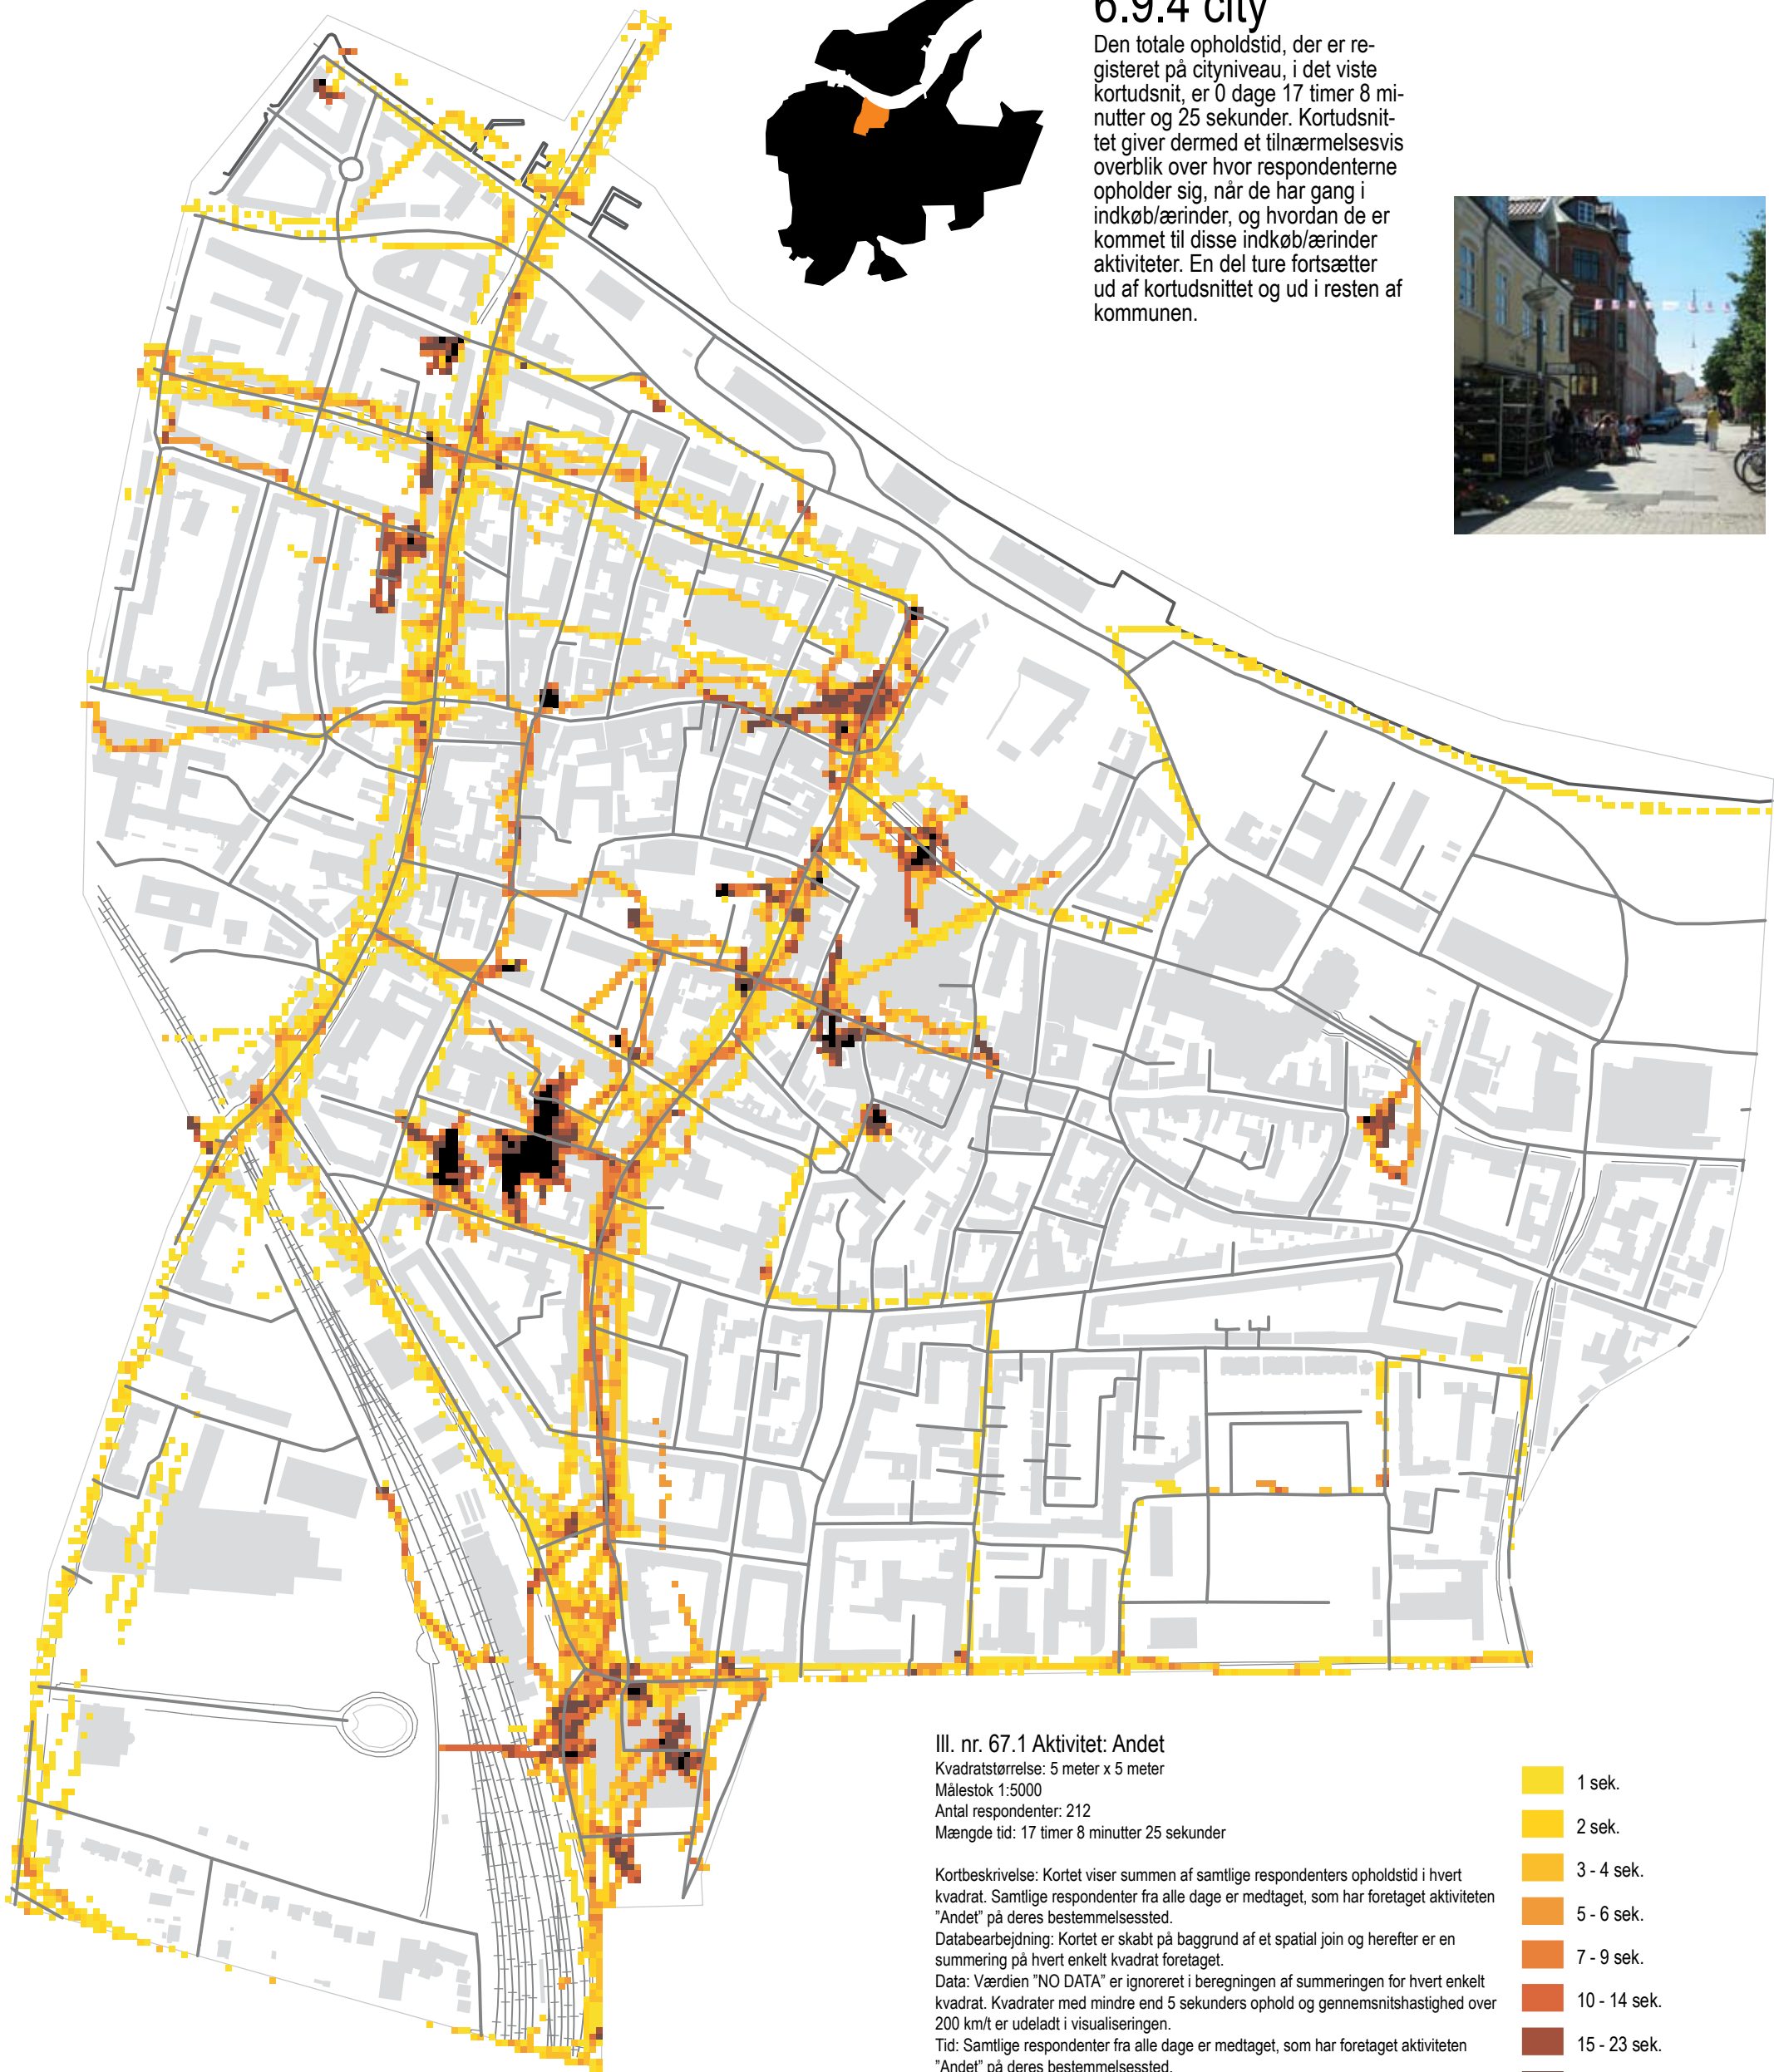 6.9.4 city
Den totale opholdstid, der er re-
gisteret på cityniveau, i det viste
kortudsnit, er 0 dage 17 timer 8 mi-
nutter og 25 sekunder. Kortudsnit-
tet giver dermed et tilnærmelsesvis
overblik over hvor respondenterne
opholder sig, når de har gang i
indkøb/ærinder, og hvordan de er
kommet til disse indkøb/ærinder
aktiviteter. En del ture fortsætter
ud af kortudsnittet og ud i resten af
kommunen.
Ill. nr. 67.1 Aktivitet: Andet
Kvadratstørrelse: 5 meter x 5 meter
Målestok 1:5000
Antal respondenter: 212
Mængde tid: 17 timer 8 minutter 25 sekunder
Kortbeskrivelse: Kortet viser summen af samtlige respondenters opholdstid i hvert
kvadrat. Samtlige respondenter fra alle dage er medtaget, som har foretaget aktiviteten
”Andet” på deres bestemmelsessted.
Databearbejdning: Kortet er skabt på baggrund af et spatial join og herefter er en
summering på hvert enkelt kvadrat foretaget.
Data: Værdien ”NO DATA” er ignoreret i beregningen af summeringen for hvert enkelt
kvadrat. Kvadrater med mindre end 5 sekunders ophold og gennemsnitshastighed over
200 km/t er udeladt i visualiseringen.
Tid: Samtlige respondenter fra alle dage er medtaget, som har foretaget aktiviteten
”Andet” på deres bestemmelsessted.
1 sek.
2 sek.
3 - 4 sek.
5 - 6 sek.
7 - 9 sek.
10 - 14 sek.
15 - 23 sek.